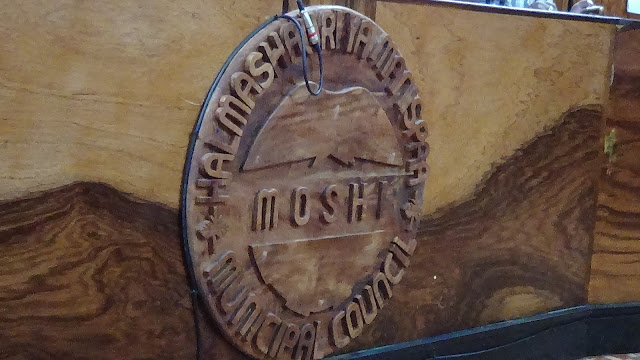 HALMASHAURI YA MANISPAA
MOSHI
MUNICIPAL COUNCIL